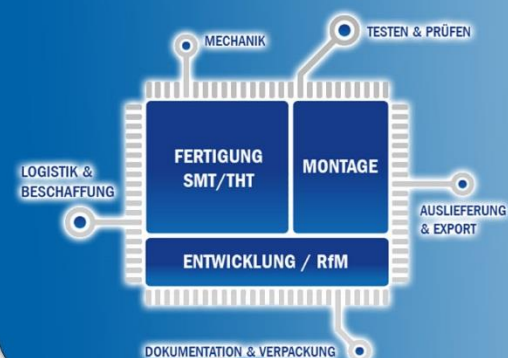 MECHANIK
TESTEN & PRÜFEN
FERTIGUNG
SMT/THT
MONTAGE
LOGISTIK &
BESCHAFFUNG
AUSLIEFERUNG
& EXPORT
ENTWICKLUNG / RfM
DOKUMENTATION & VERPACKUNG